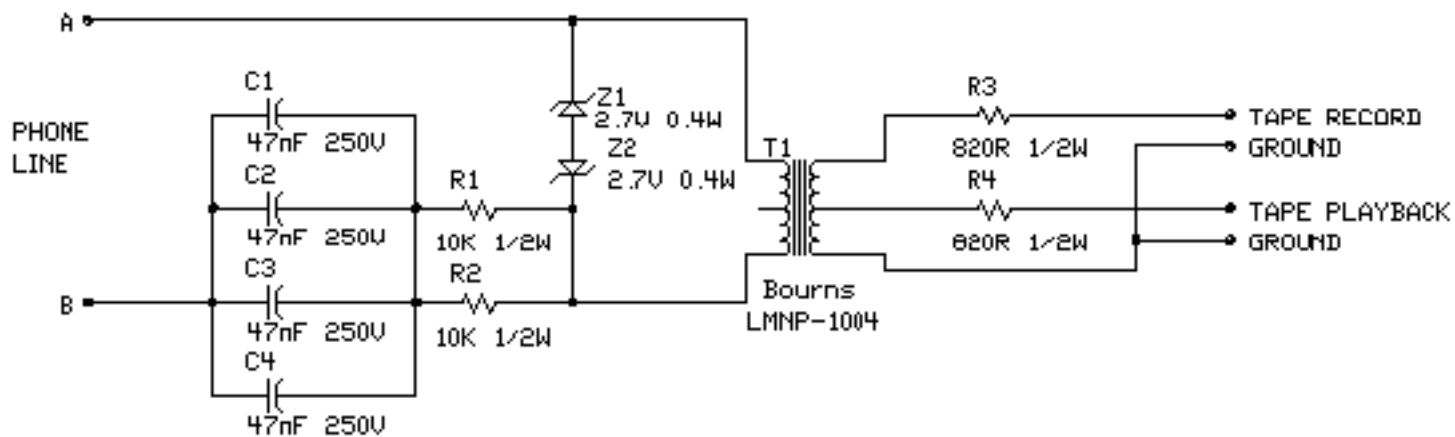 A
C1
47nF 250V
PHONE
LINE
C2
47nF 250V
R1
10K 1/2W
Z1
2.7V 0.4W
Z2
2.7V 0.4W
T1
R3
820R 1/2W
TAPE RECORD
GROUND
R4
820R 1/2W
TAPE PLAYBACK
GROUND
B
C3
47nF 250V
R2
10K 1/2W
Bourns
LMNP-1004
C4
47nF 250V